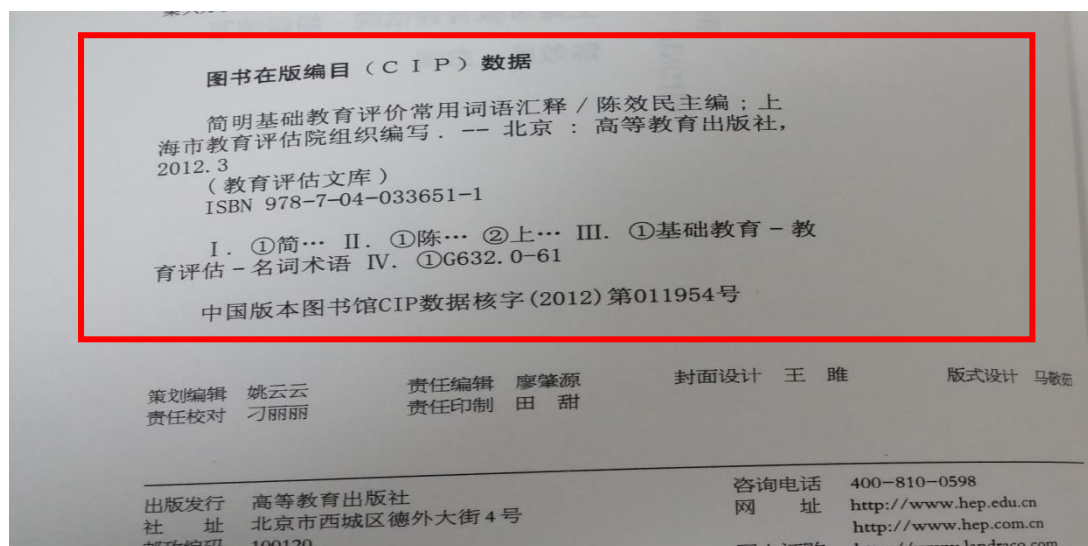 图书在版编目（CIP）数据
简明基础教育评价常用词语汇释 / 陈效民主编；上
海市教育评估院组织编写. -- 北京：高等教育出版社，
2012.3
（教育评估文库）
ISBN 978-7-04-033651-1
Ⅰ. ①简… Ⅱ. ①陈… ②上… Ⅲ. ①基础教育－教
育评估－名词术语 Ⅳ. ①G632.0-61
中国版本图书馆CIP数据核字(2012)第011954号
策划编辑 姚云云 责任编辑 廖肇源 封面设计 王 雎 版式设计 马敬茹
责任校对 刁丽丽 责任印制 田 甜
出版发行 高等教育出版社 咨询电话 400-810-0598
社 址 北京市西城区德外大街4号 网 址 http://www.hep.edu.cn
http://www.hep.com.cn
邮政编码 100120